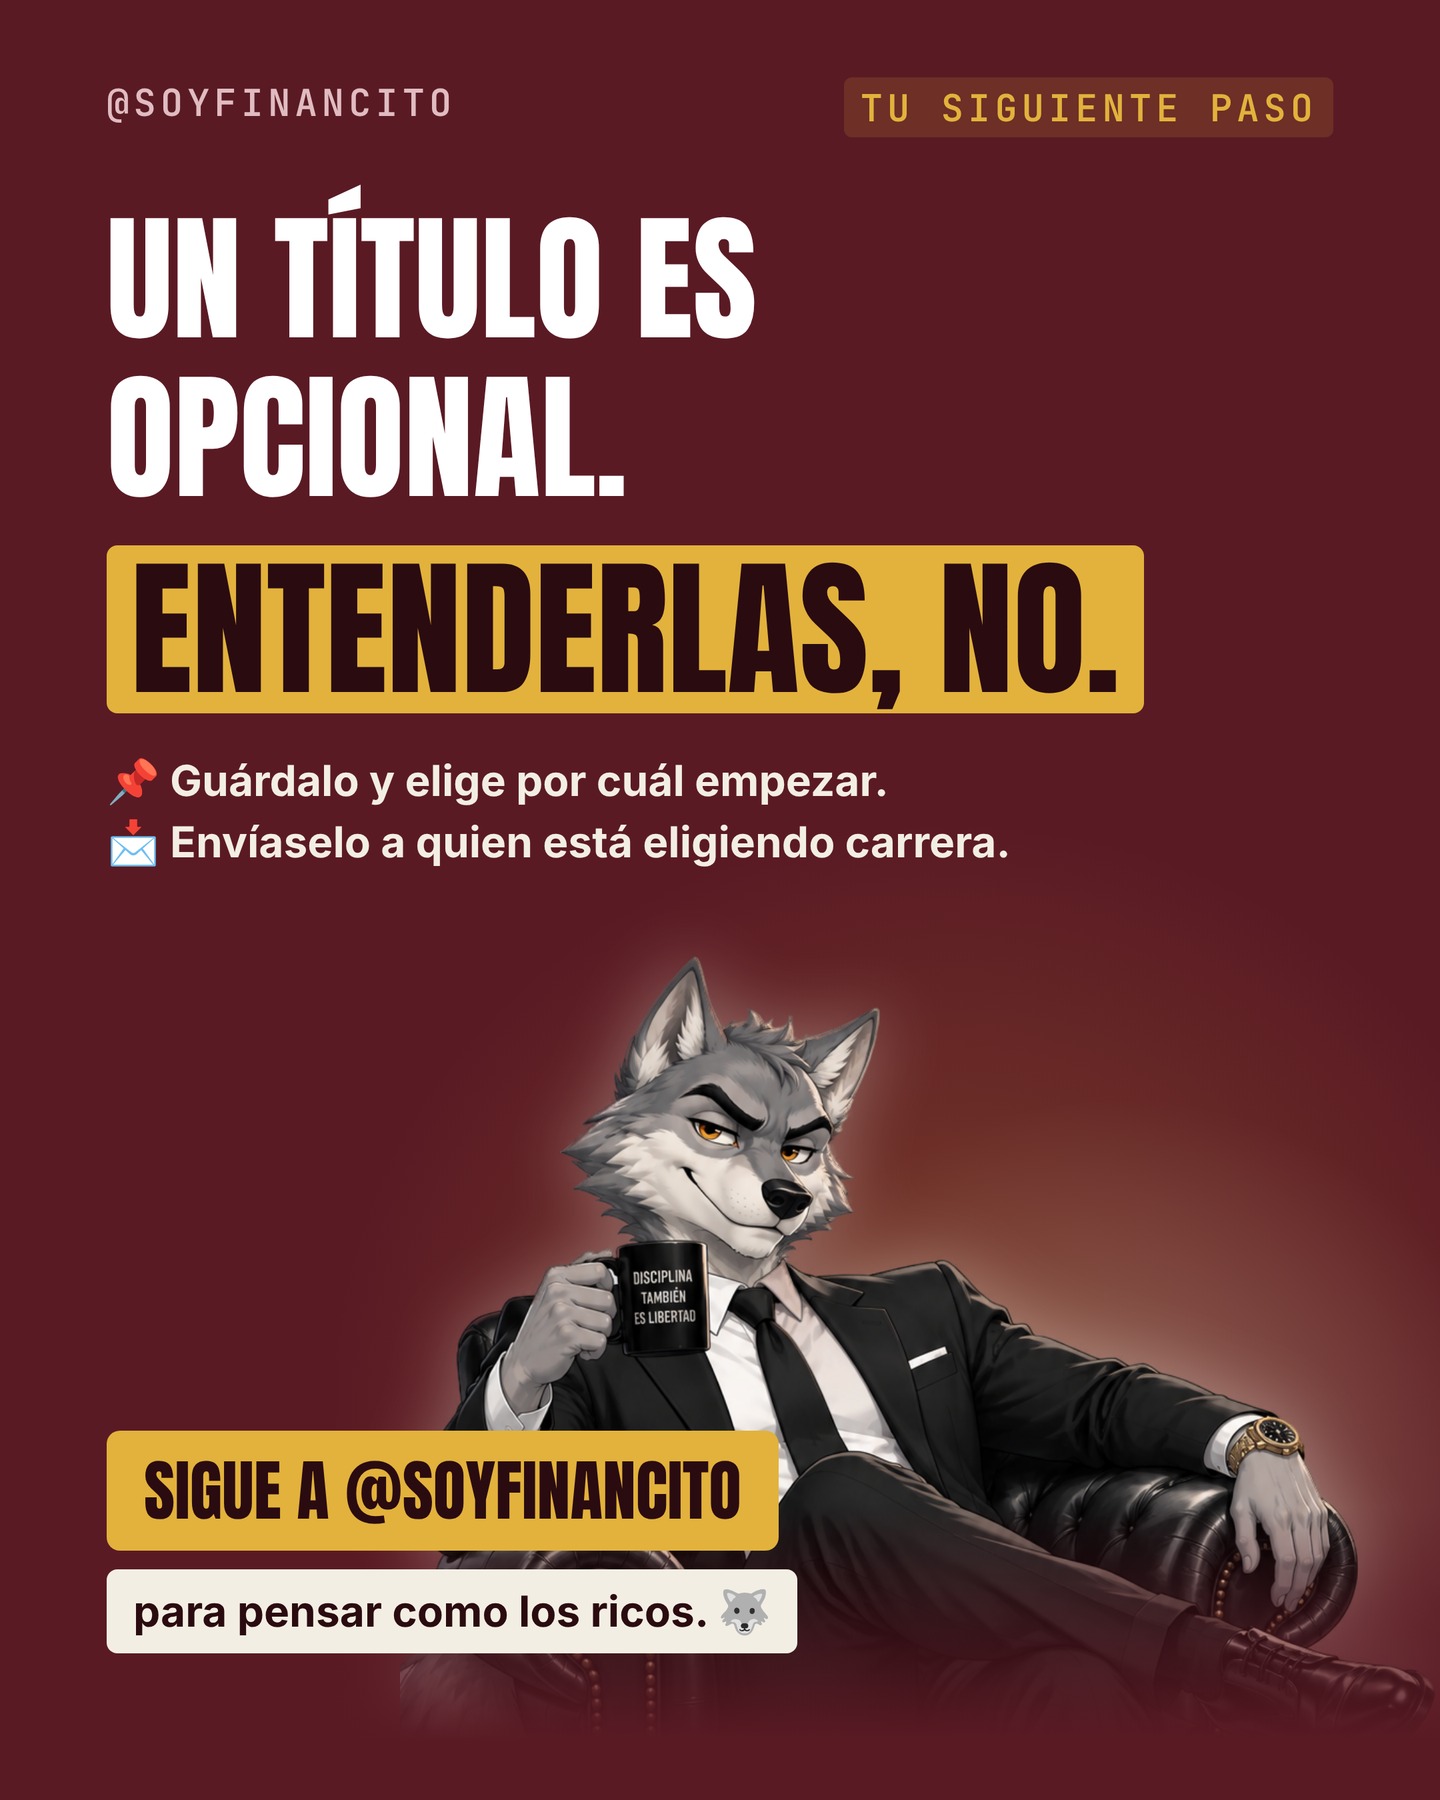 @SOYFINANCITO
TU SIGUIENTE PASO
UN TÍTULO ES
OPCIONAL.
ENTENDERLAS, NO.
📌 Guárdalo y elige por cuál empezar.
📩 Envíaselo a quien está eligiendo carrera.
DISCIPLINA
TAMBIÉN
ES LIBERTAD
SIGUE A @SOYFINANCITO
para pensar como los ricos. 🐺